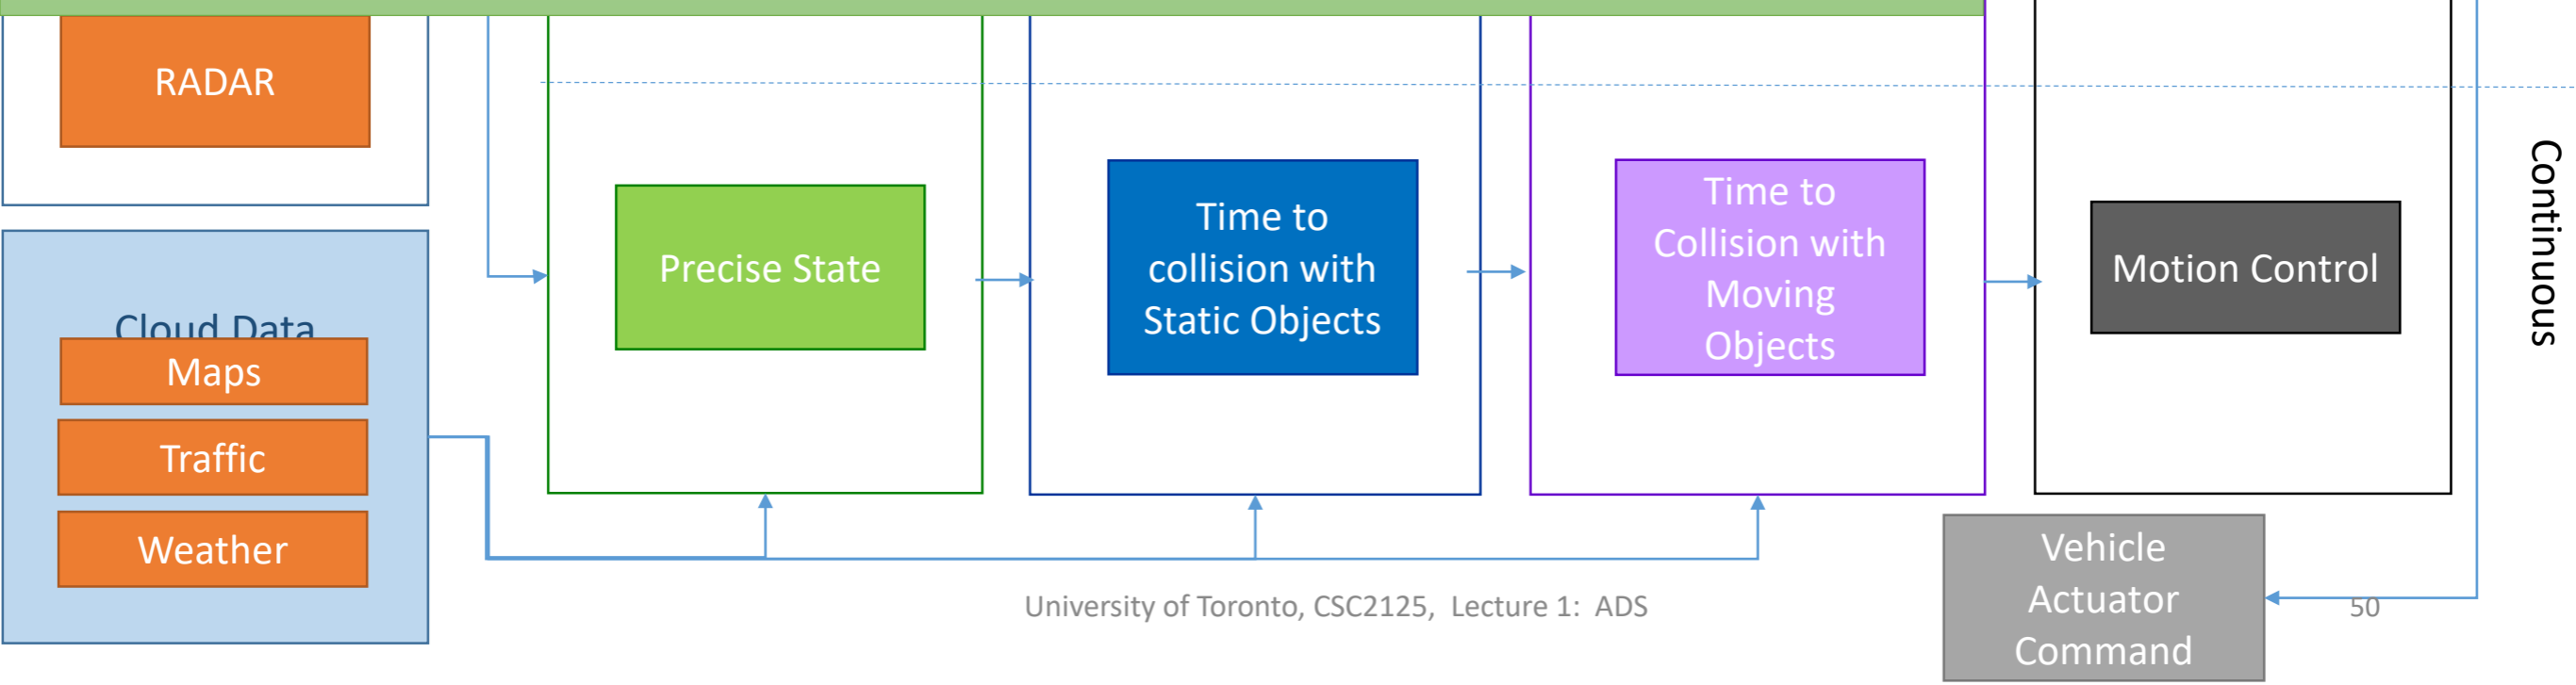 RADAR
Cloud Data
Maps
Traffic
Weather
Precise State
Time to
collision with
Static Objects
Time to
Collision with
Moving
Objects
Motion Control
Continuous
Vehicle
Actuator
Command
University of Toronto, CSC2125, Lecture 1: ADS
50